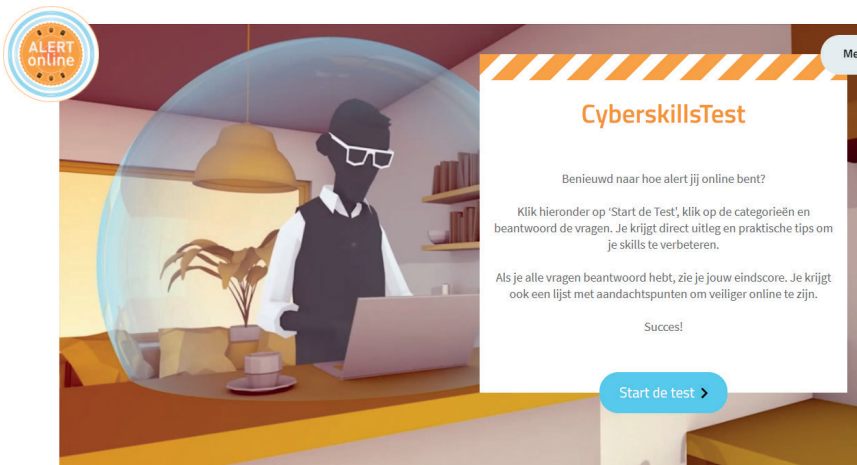 ALERT
online
Me
CyberskillsTest
Benieuwd naar hoe alert jij online bent?
Klik hieronder op ‘Start de Test’, klik op de categorieën en
beantwoord de vragen. Je krijgt direct uitleg en praktische tips om
je skills te verbeteren.
Als je alle vragen beantwoord hebt, zie je jouw eindscore. Je krijgt
ook een lijst met aandachtspunten om veiliger online te zijn.
Succes!
Start de test